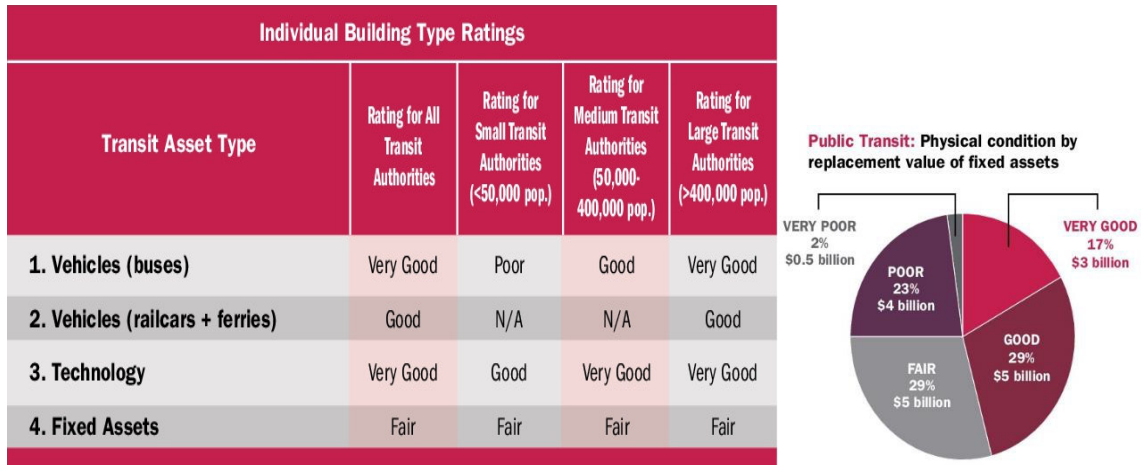 Individual Building Type Ratings
Transit Asset Type
Rating for All
Transit
Authorities
Rating for
Small Transit
Authorities
(<50,000 pop.)
Rating for
Medium Transit
Authorities
(50,000-
400,000 pop.)
Rating for
Large Transit
Authorities
(>400,000 pop.)
1. Vehicles (buses) Very Good Poor Good Very Good
2. Vehicles (railcars + ferries) Good N/A N/A Good
3. Technology Very Good Good Very Good Very Good
4. Fixed Assets Fair Fair Fair Fair
Public Transit: Physical condition by
replacement value of fixed assets
VERY POOR
2%
$0.5 billion
VERY GOOD
17%
$3 billion
POOR
23%
$4 billion
GOOD
29%
$5 billion
FAIR
29%
$5 billion